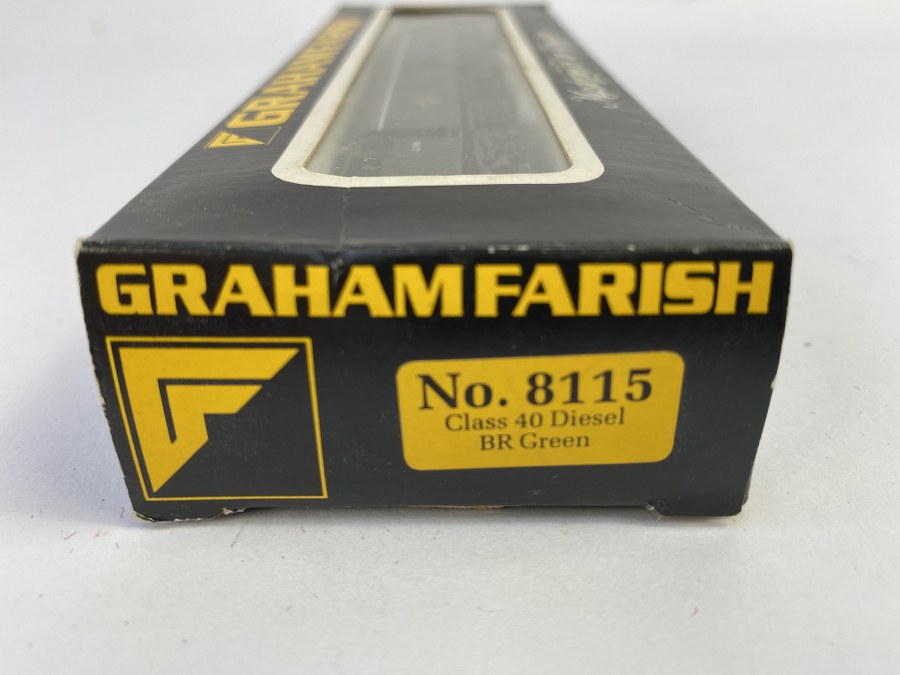 GRAHAM FARISH
GRAHAM FARISH
No. 8115
Class 40 Diesel
BR Green